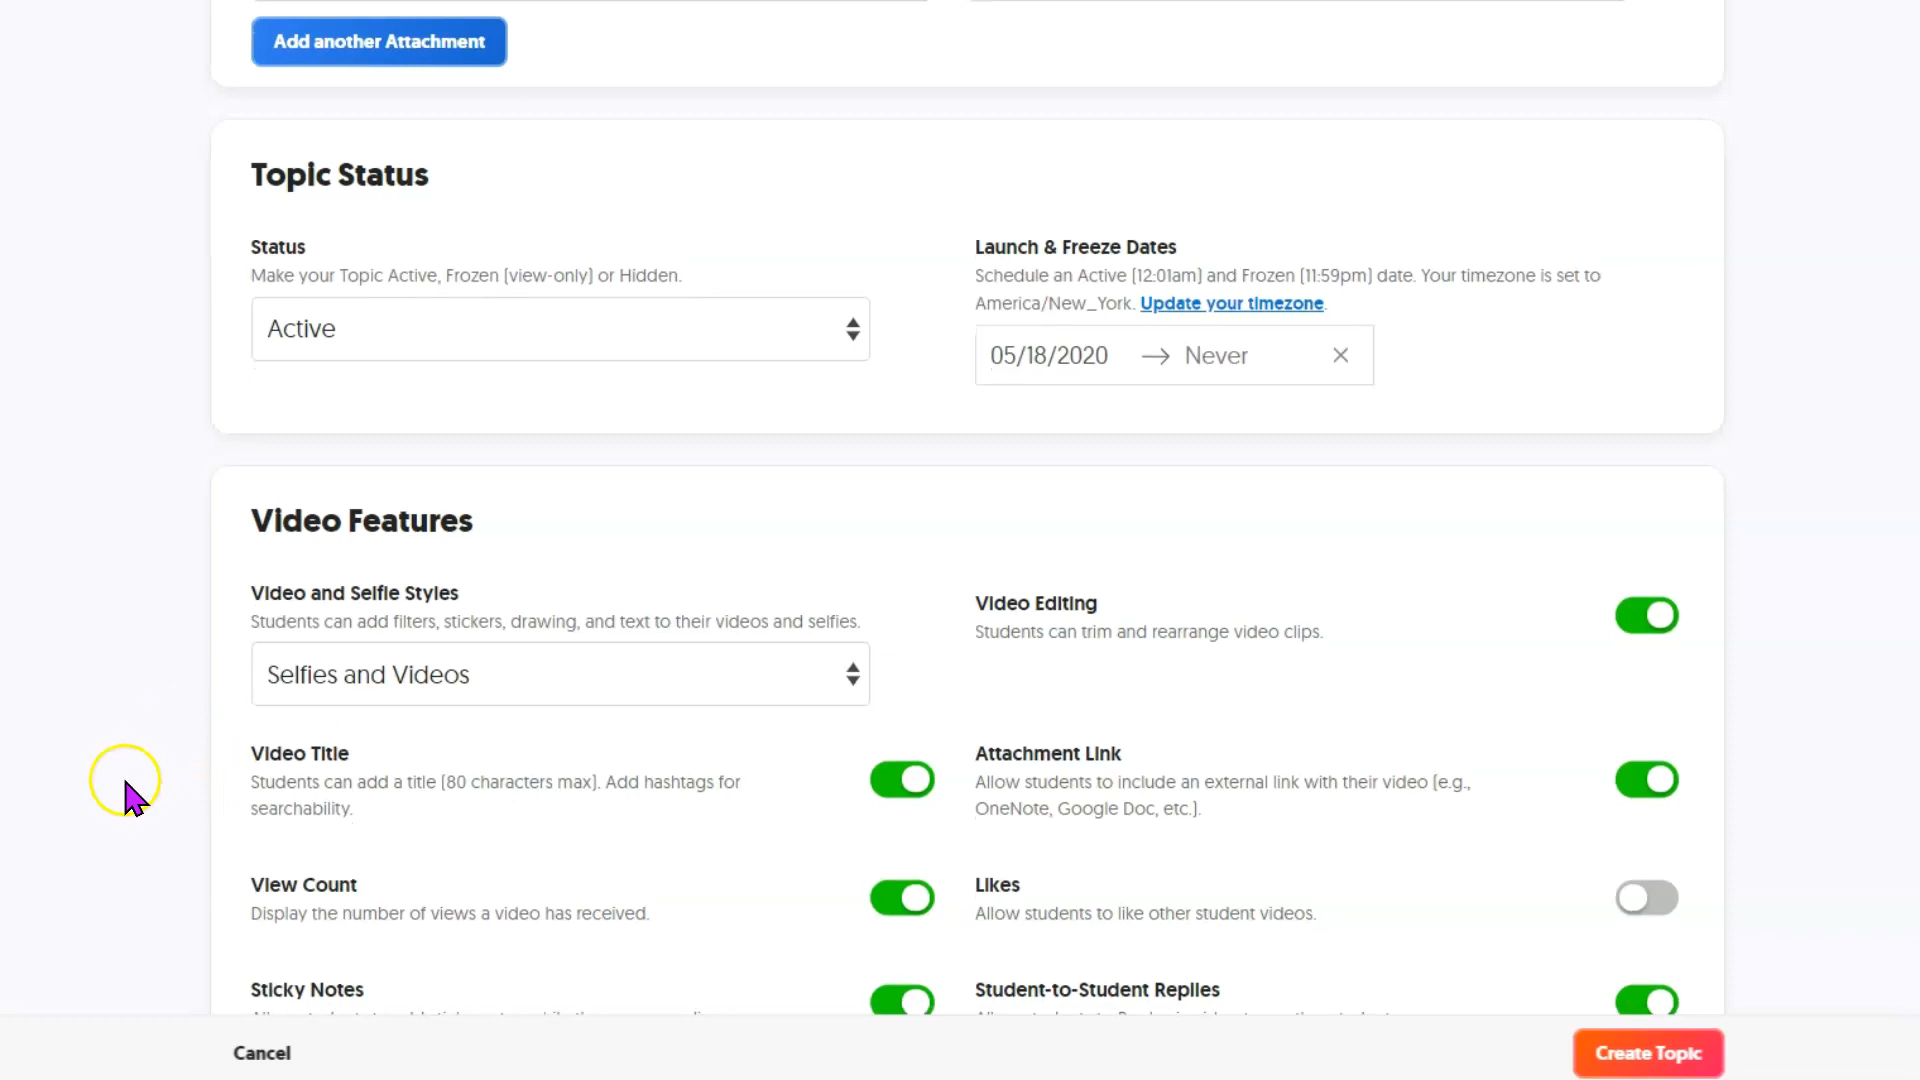 Add another Attachment
Topic Status
Status
Make your Topic Active, Frozen (view-only) or Hidden.
Active
Launch & Freeze Dates
Schedule an Active (12:01am) and Frozen (11:59pm) date. Your timezone is set to
America/New_York. Update your timezone.
05/18/2020 → Never ×
Video Features
Video and Selfie Styles
Students can add filters, stickers, drawing, and text to their videos and selfies.
Selfies and Videos
Video Editing
Students can trim and rearrange video clips.
Video Title
Students can add a title (80 characters max). Add hashtags for
searchability.
Attachment Link
Allow students to include an external link with their video (e.g.,
OneNote, Google Doc, etc.).
View Count
Display the number of views a video has received.
Likes
Allow students to like other student videos.
Sticky Notes
Student-to-Student Replies
Cancel
Create Topic